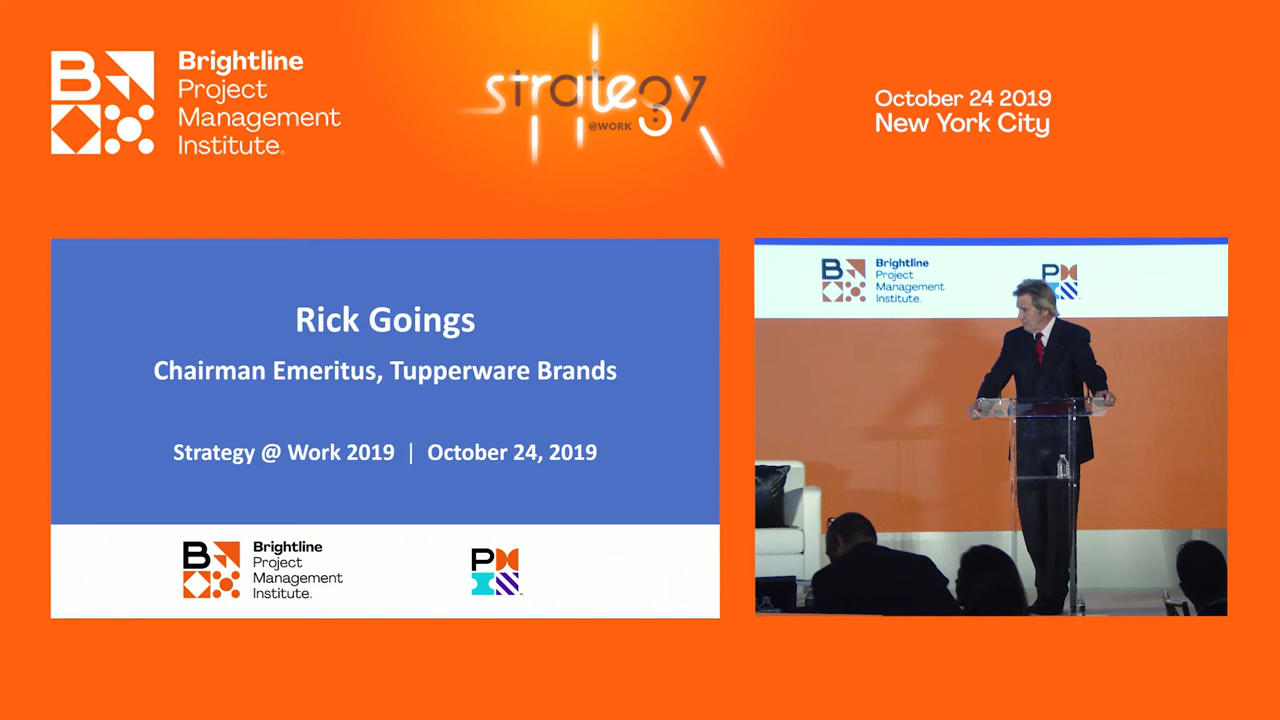 Brightline
Project
Management
Institute.
strategy
@WORK
October 24 2019
New York City
Rick Goings
Chairman Emeritus, Tupperware Brands
Strategy @ Work 2019 | October 24, 2019
B
Brightline
Project
Management
Institute.
P
B
Brightline
Project
Management
Institute.
P